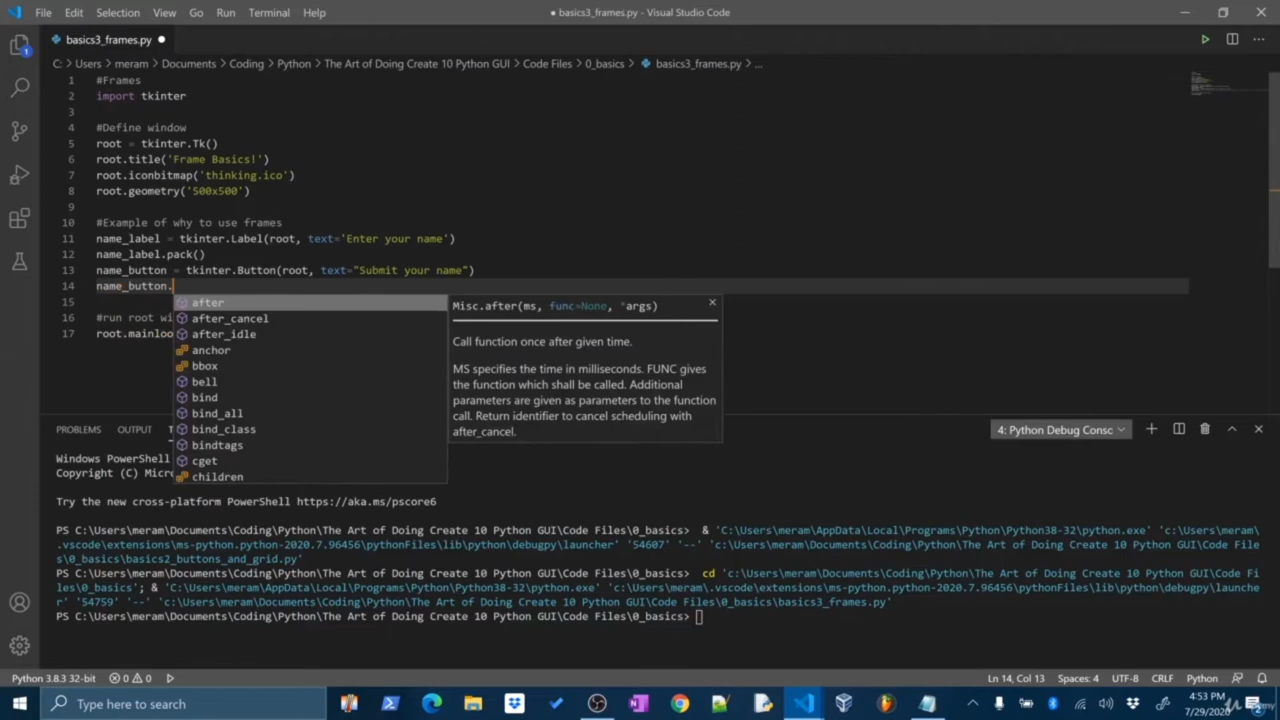 File Edit Selection View Go Run Terminal Help
● basics3_frames.py - Visual Studio Code
basics3_frames.py
C: > Users > meram > Documents > Coding > Python > The Art of Doing Create 10 Python GUI > Code Files > 0_basics > basics3_frames.py > ...
1 #Frames
2 import tkinter
3
4 #Define window
5 root = tkinter.Tk()
6 root.title('Frame Basics!')
7 root.iconbitmap('thinking.ico')
8 root.geometry('500x500')
9
10 #Example of why to use frames
11 name_label = tkinter.Label(root, text='Enter your name')
12 name_label.pack()
13 name_button = tkinter.Button(root, text="Submit your name")
14 name_button.
15
16 #run root wi
17 root.mainloo
after
after_cancel
after_idle
anchor
bbox
bell
bind
bind_all
bind_class
bindtags
cget
children
Misc.after(ms, func=None, *args)
Call function once after given time.
MS specifies the time in milliseconds. FUNC gives
the function which shall be called. Additional
parameters are given as parameters to the function
call. Return identifier to cancel scheduling with
after_cancel.
PROBLEMS OUTPUT T
4: Python Debug Consc
Windows PowerShell
Copyright (C) Micr
Try the new cross-platform PowerShell https://aka.ms/pscore6
PS C:\Users\meram\Documents\Coding\Python\The Art of Doing Create 10 Python GUI\Code Files\0_basics> & 'C:\Users\meram\AppData\Local\Programs\Python\Python38-32\python.exe' 'c:\Users\meram\
.vscode\extensions\ms-python.python-2020.7.96456\pythonFiles\lib\python\debugpy\launcher' '54607' '--' 'c:\Users\meram\Documents\Coding\Python\The Art of Doing Create 10 Python GUI\Code File
s\0_basics\basics2_buttons_and_grid.py'
PS C:\Users\meram\Documents\Coding\Python\The Art of Doing Create 10 Python GUI\Code Files\0_basics> cd 'c:\Users\meram\Documents\Coding\Python\The Art of Doing Create 10 Python GUI\Code Fi
les\0_basics'; & 'C:\Users\meram\AppData\Local\Programs\Python\Python38-32\python.exe' 'c:\Users\meram\.vscode\extensions\ms-python.python-2020.7.96456\pythonFiles\lib\python\debugpy\launche
r' '54759' '--' 'c:\Users\meram\Documents\Coding\Python\The Art of Doing Create 10 Python GUI\Code Files\0_basics\basics3_frames.py'
PS C:\Users\meram\Documents\Coding\Python\The Art of Doing Create 10 Python GUI\Code Files\0_basics>
Python 3.8.3 32-bit 0 0 Ln 14, Col 13 Spaces: 4 UTF-8 CRLF Python
Type here to search
4:53 PM
7/29/2020